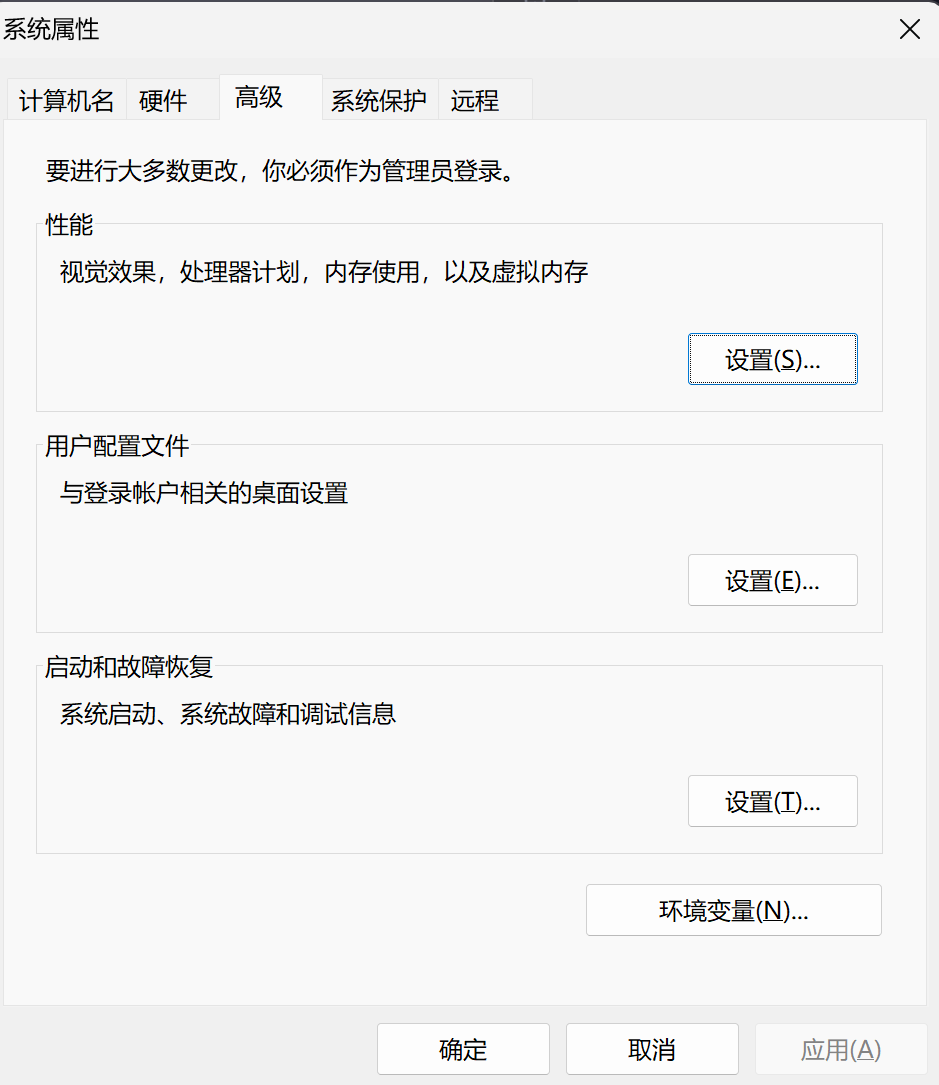 系统属性
计算机名 硬件 高级 系统保护 远程
要进行大多数更改，你必须作为管理员登录。
性能
视觉效果，处理器计划，内存使用，以及虚拟内存
设置(S)...
用户配置文件
与登录帐户相关的桌面设置
设置(E)...
启动和故障恢复
系统启动、系统故障和调试信息
设置(T)...
环境变量(N)...
确定 取消 应用(A)